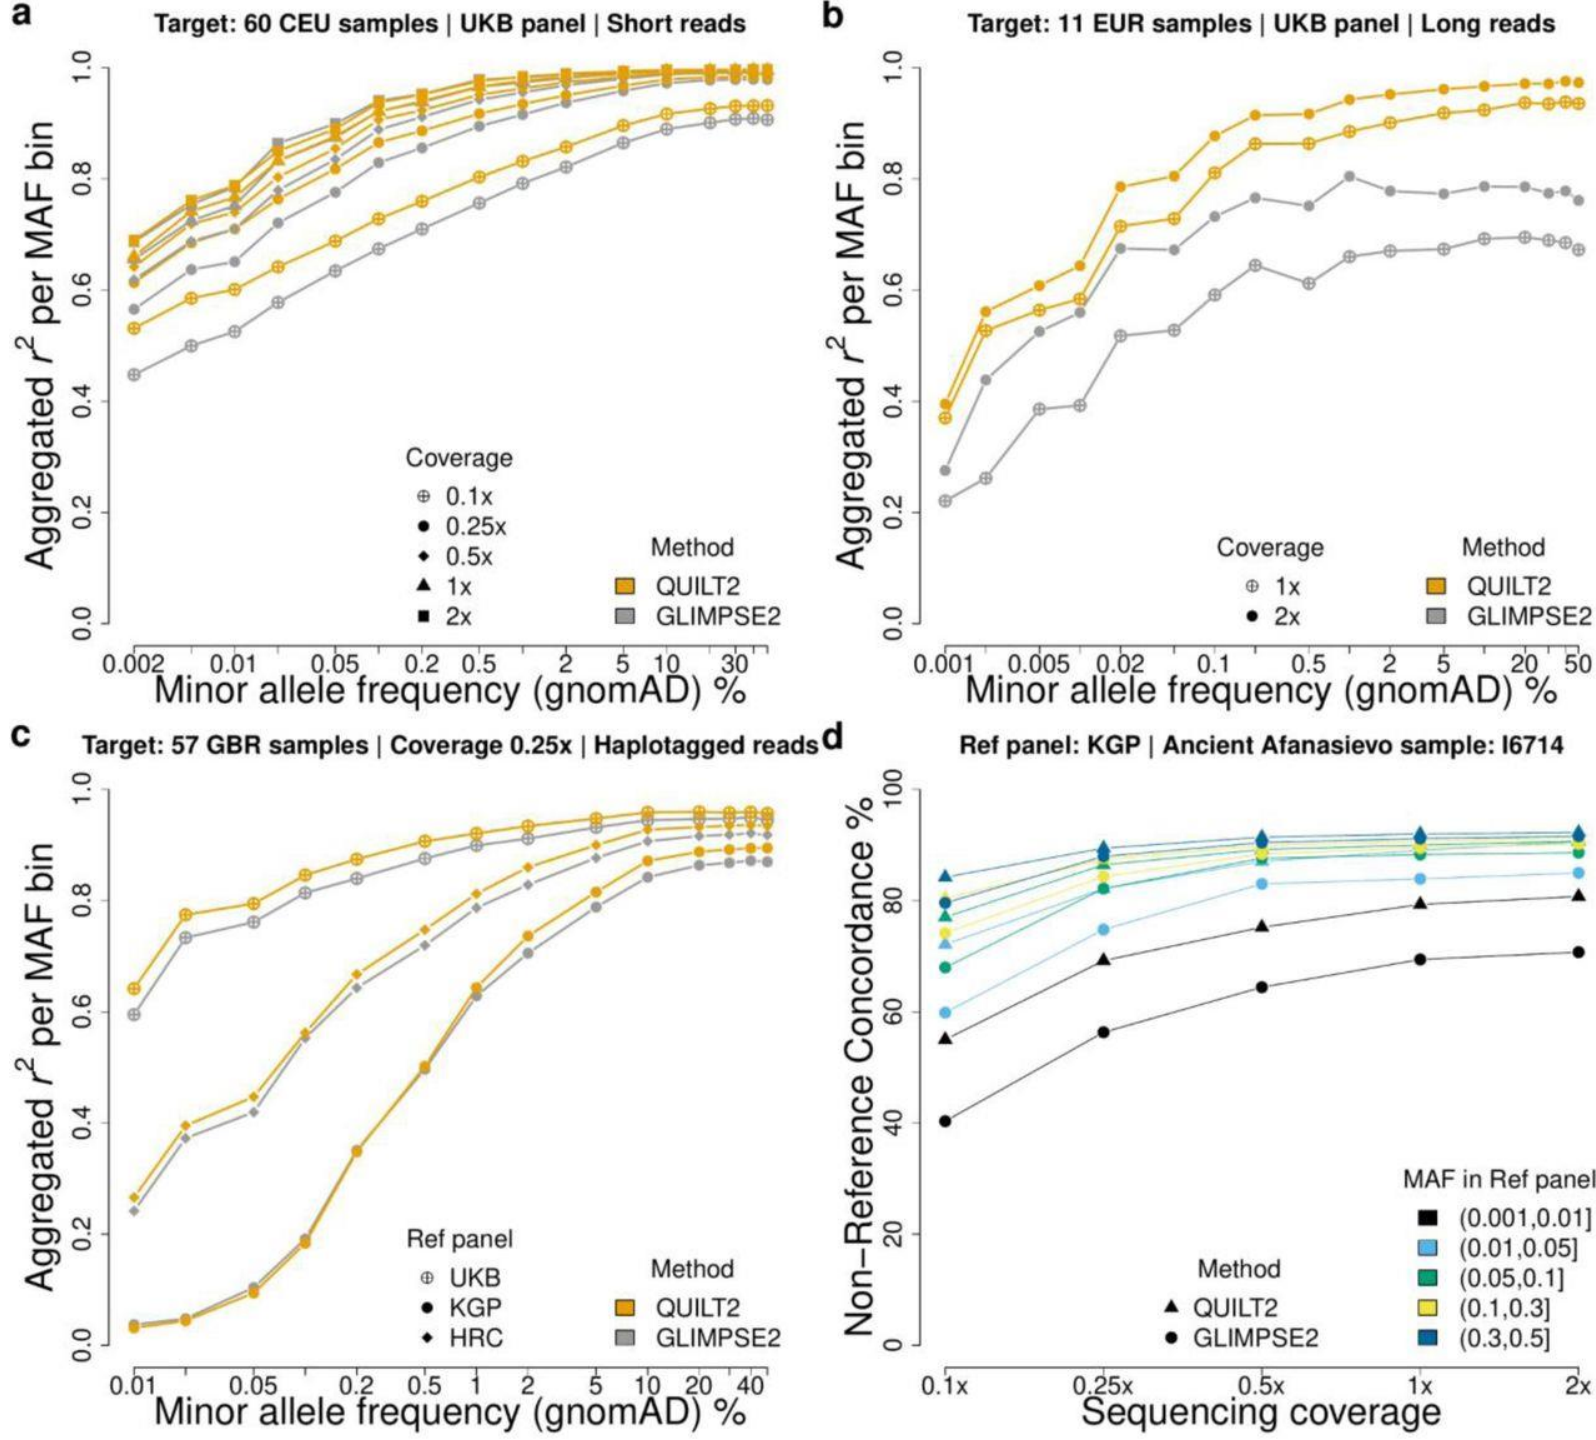 a
Target: 60 CEU samples | UKB panel | Short reads
Aggregated r² per MAF bin
1.0
0.8
0.6
0.4
0.2
0.0
Coverage
0.1x
0.25x
0.5x
1x
2x
Method
QUILT2
GLIMPSE2
0.002 0.01 0.05 0.2 0.5 2 5 10 30
Minor allele frequency (gnomAD) %
b
Target: 11 EUR samples | UKB panel | Long reads
Aggregated r² per MAF bin
1.0
0.8
0.6
0.4
0.2
0.0
Coverage
1x
2x
Method
QUILT2
GLIMPSE2
0.001 0.005 0.02 0.1 0.5 2 5 20 50
Minor allele frequency (gnomAD) %
c
Target: 57 GBR samples | Coverage 0.25x | Haplotagged reads
Aggregated r² per MAF bin
1.0
0.8
0.6
0.4
0.2
0.0
Ref panel
UKB
KGP
HRC
Method
QUILT2
GLIMPSE2
0.01 0.05 0.2 0.5 1 2 5 10 20 40
Minor allele frequency (gnomAD) %
d
Ref panel: KGP | Ancient Afanasievo sample: I6714
Non−Reference Concordance %
100
80
60
40
20
0
Method
QUILT2
GLIMPSE2
MAF in Ref panel
(0.001,0.01]
(0.01,0.05]
(0.05,0.1]
(0.1,0.3]
(0.3,0.5]
0.1x 0.25x 0.5x 1x 2x
Sequencing coverage